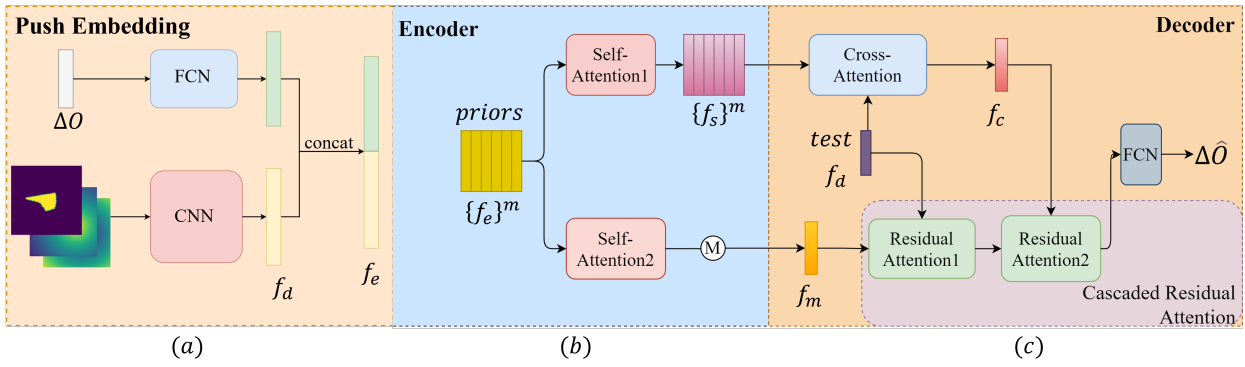 Push Embedding
ΔO
FCN
concat
CNN
f_d
f_e
(a)
Encoder
priors
{f_e}^m
Self-
Attention1
{f_s}^m
Self-
Attention2
M
(b)
Decoder
Cross-
Attention
test
f_d
f_c
f_m
FCN
ΔÔ
Residual
Attention1
Residual
Attention2
Cascaded Residual
Attention
(c)